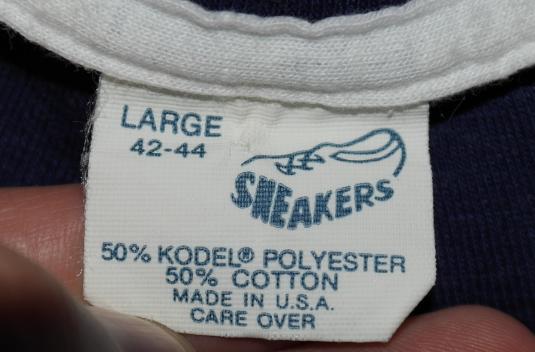 LARGE
42-44
SNEAKERS
50% KODEL® POLYESTER
50% COTTON
MADE IN U.S.A.
CARE OVER